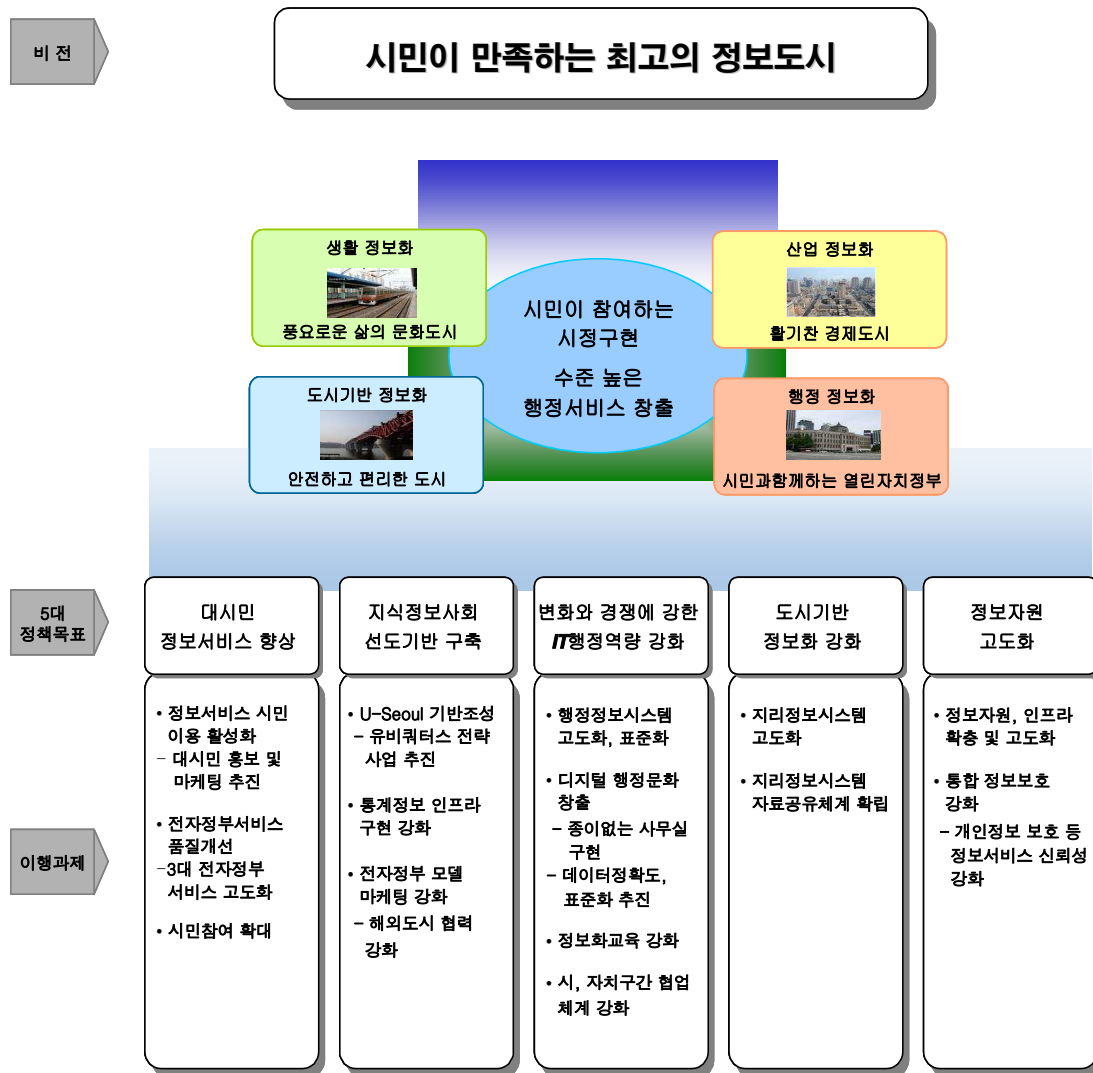 비 전
시민이 만족하는 최고의 정보도시
생활 정보화
풍요로운 삶의 문화도시
산업 정보화
활기찬 경제도시
시민이 참여하는
시정구현
수준 높은
행정서비스 창출
도시기반 정보화
안전하고 편리한 도시
행정 정보화
시민과함께하는 열린자치정부
5대
정책목표
대시민
정보서비스 향상
지식정보사회
선도기반 구축
변화와 경쟁에 강한
IT행정역량 강화
도시기반
정보화 강화
정보자원
고도화
이행과제
• 정보서비스 시민
이용 활성화
– 대시민 홍보 및
마케팅 추진
• 전자정부서비스
품질개선
–3대 전자정부
서비스 고도화
• 시민참여 확대
• U-Seoul 기반조성
– 유비쿼터스 전략
사업 추진
• 통계정보 인프라
구현 강화
• 전자정부 모델
마케팅 강화
– 해외도시 협력
강화
• 행정정보시스템
고도화, 표준화
• 디지털 행정문화
창출
– 종이없는 사무실
구현
– 데이터정확도,
표준화 추진
• 정보화교육 강화
• 시, 자치구간 협업
체계 강화
• 지리정보시스템
고도화
• 지리정보시스템
자료공유체계 확립
• 정보자원, 인프라
확충 및 고도화
• 통합 정보보호
강화
– 개인정보 보호 등
정보서비스 신뢰성
강화